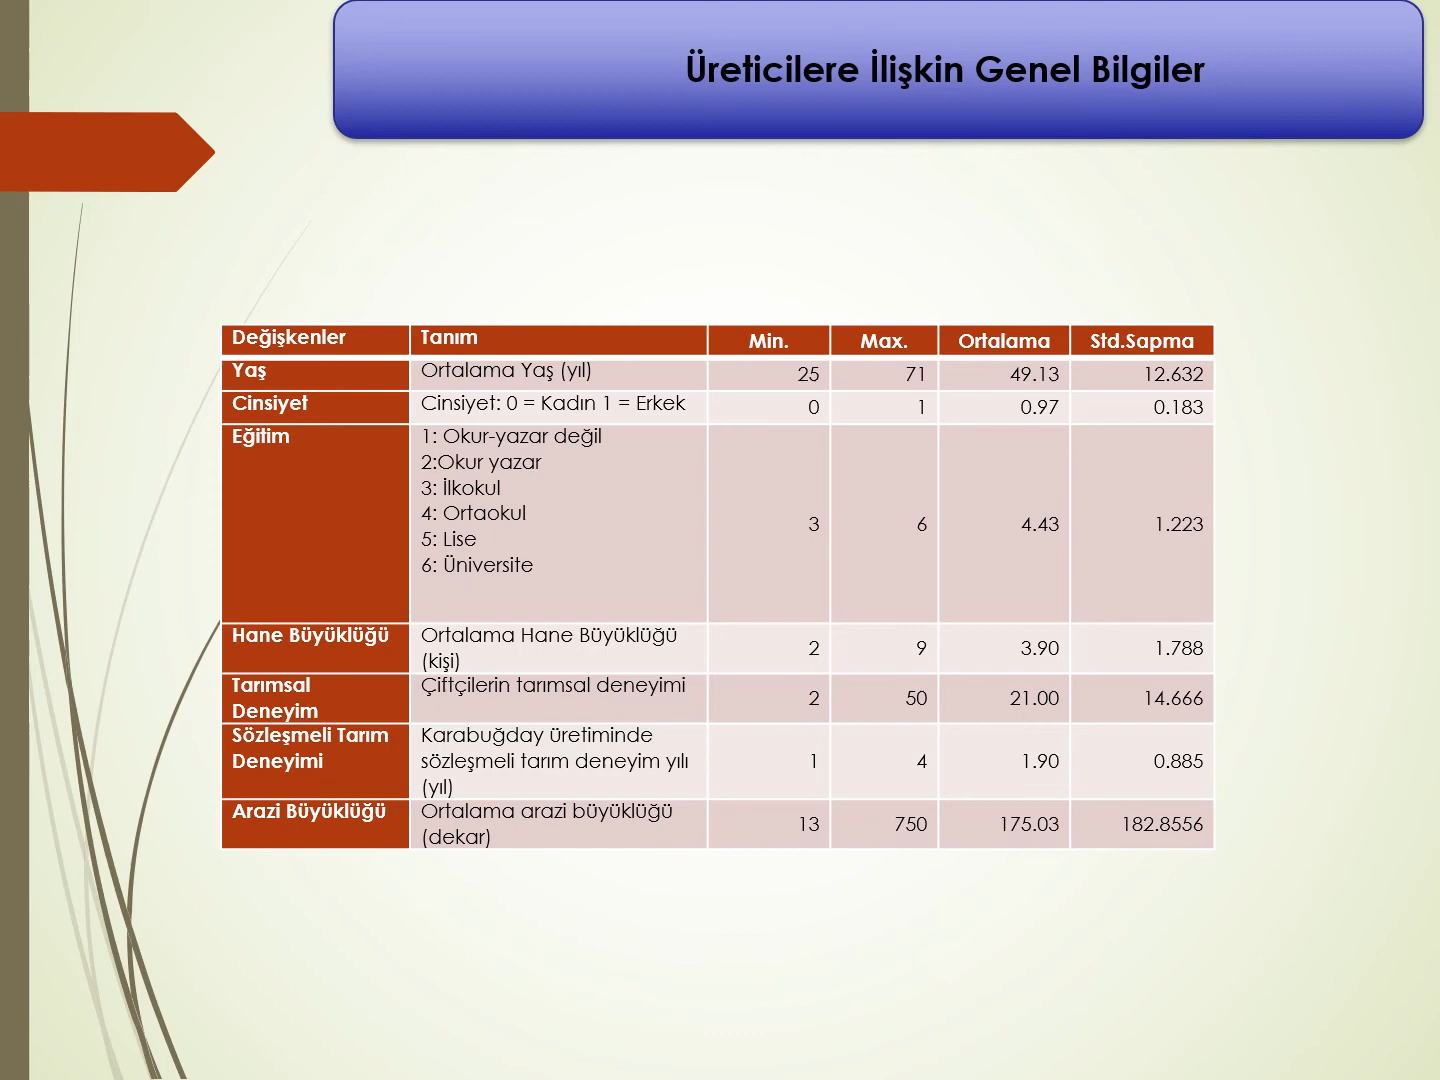 Üreticilere İlişkin Genel Bilgiler
Değişkenler Tanım Min. Max. Ortalama Std.Sapma
Yaş Ortalama Yaş (yıl) 25 71 49.13 12.632
Cinsiyet Cinsiyet: 0 = Kadın 1 = Erkek 0 1 0.97 0.183
Eğitim 1: Okur-yazar değil
2:Okur yazar
3: İlkokul
4: Ortaokul
3 6 4.43 1.223
5: Lise
6: Üniversite
Hane Büyüklüğü Ortalama Hane Büyüklüğü
(kişi) 2 9 3.90 1.788
Tarımsal Çiftçilerin tarımsal deneyimi 2 50 21.00 14.666
Deneyim
Sözleşmeli Tarım Karabuğday üretiminde
Deneyimi sözleşmeli tarım deneyim yılı 1 4 1.90 0.885
(yıl)
Arazi Büyüklüğü Ortalama arazi büyüklüğü
(dekar) 13 750 175.03 182.8556